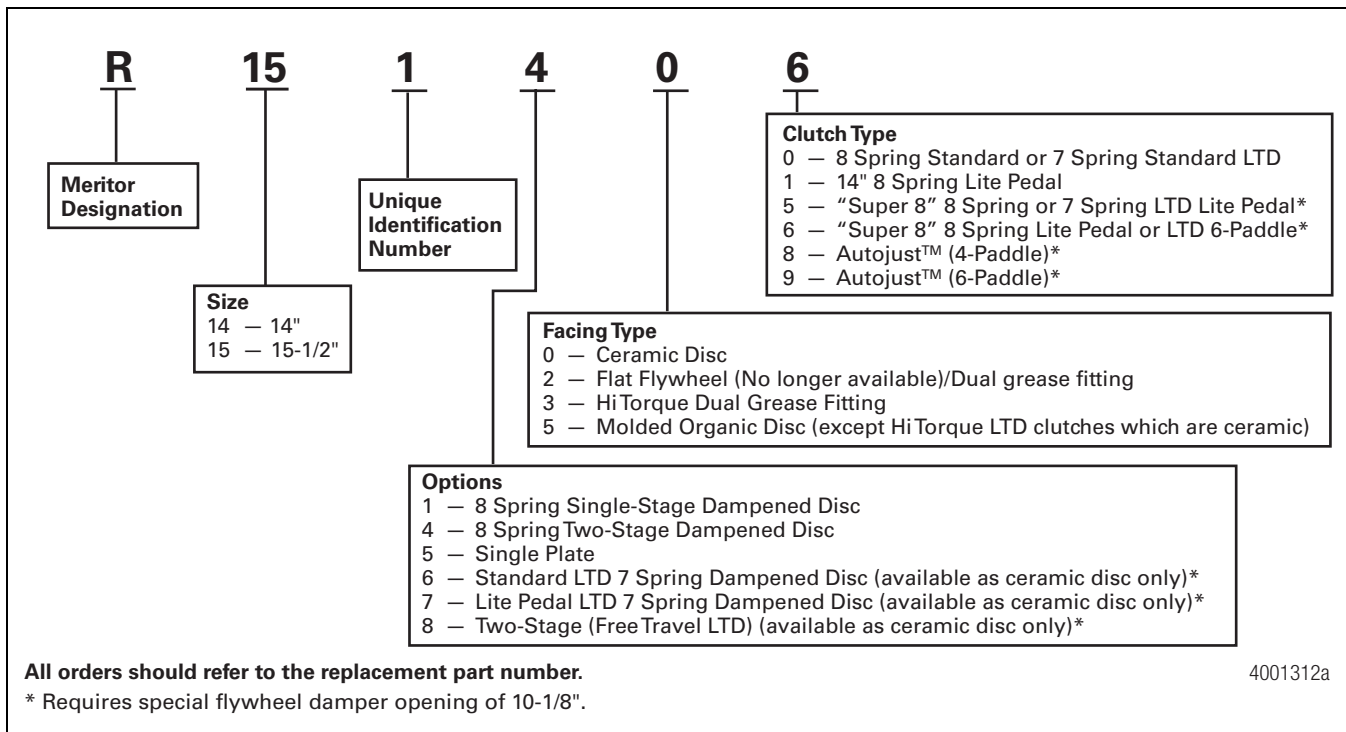 R 15 1 4 0 6
Meritor
Designation
Size
14 — 14"
15 — 15-1/2"
Unique
Identification
Number
Clutch Type
0 — 8 Spring Standard or 7 Spring Standard LTD
1 — 14" 8 Spring Lite Pedal
5 — “Super 8” 8 Spring or 7 Spring LTD Lite Pedal*
6 — “Super 8” 8 Spring Lite Pedal or LTD 6-Paddle*
8 — Autojust™ (4-Paddle)*
9 — Autojust™ (6-Paddle)*
Facing Type
0 — Ceramic Disc
2 — Flat Flywheel (No longer available)/Dual grease fitting
3 — Hi Torque Dual Grease Fitting
5 — Molded Organic Disc (except Hi Torque LTD clutches which are ceramic)
Options
1 — 8 Spring Single-Stage Dampened Disc
4 — 8 Spring Two-Stage Dampened Disc
5 — Single Plate
6 — Standard LTD 7 Spring Dampened Disc (available as ceramic disc only)*
7 — Lite Pedal LTD 7 Spring Dampened Disc (available as ceramic disc only)*
8 — Two-Stage (Free Travel LTD) (available as ceramic disc only)*
All orders should refer to the replacement part number.
4001312a
* Requires special flywheel damper opening of 10-1/8".